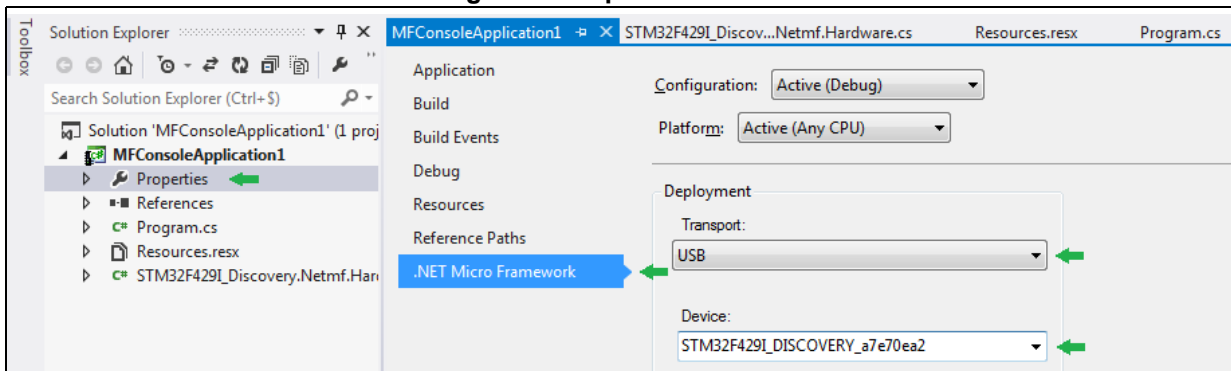 Toolbox
Solution Explorer
Search Solution Explorer (Ctrl+$)
Solution 'MFConsoleApplication1' (1 proj
MFConsoleApplication1
Properties
References
Program.cs
Resources.resx
STM32F429I_Discovery.Netmf.Har
MFConsoleApplication1
STM32F429I_Discov...Netmf.Hardware.cs
Resources.resx
Program.cs
Application
Build
Build Events
Debug
Resources
Reference Paths
.NET Micro Framework
Configuration: Active (Debug)
Platform: Active (Any CPU)
Deployment
Transport:
USB
Device:
STM32F429I_DISCOVERY_a7e70ea2